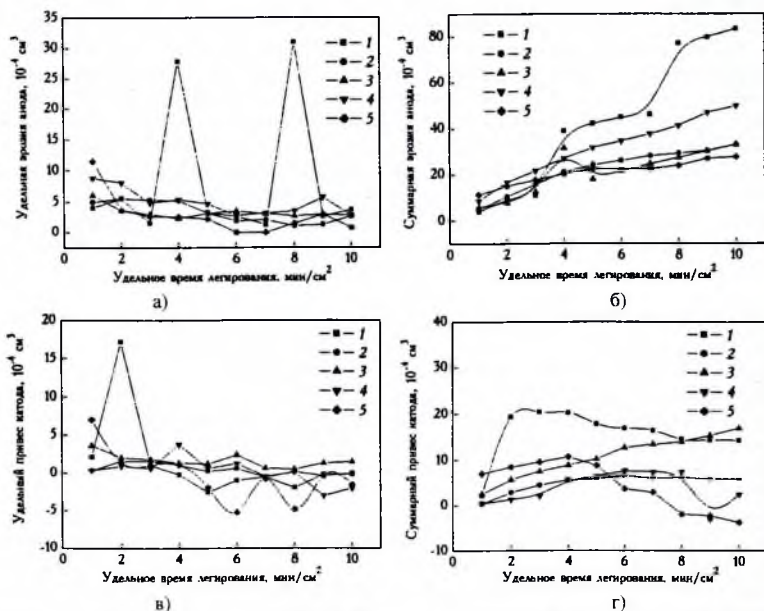 Удельная эрозия анода, 10⁻⁴ см³
35
30
25
20
15
10
5
0
1
2
3
4
5
0 2 4 6 8 10
Удельное время легирования, мин/см²
а)
Суммарная эрозия анода, 10⁻⁴ см³
80
60
40
20
0
1
2
3
4
5
0 2 4 6 8 10
Удельное время легирования, мин/см²
б)
Удельный привес катода, 10⁻⁴ см³
20
15
10
5
0
-5
-10
1
2
3
4
5
0 2 4 6 8 10
Удельное время легирования, мин/см²
в)
Суммарный привес катода, 10⁻⁴ см³
40
30
20
10
0
-10
1
2
3
4
5
0 2 4 6 8 10
Удельное время легирования, мин/см²
г)